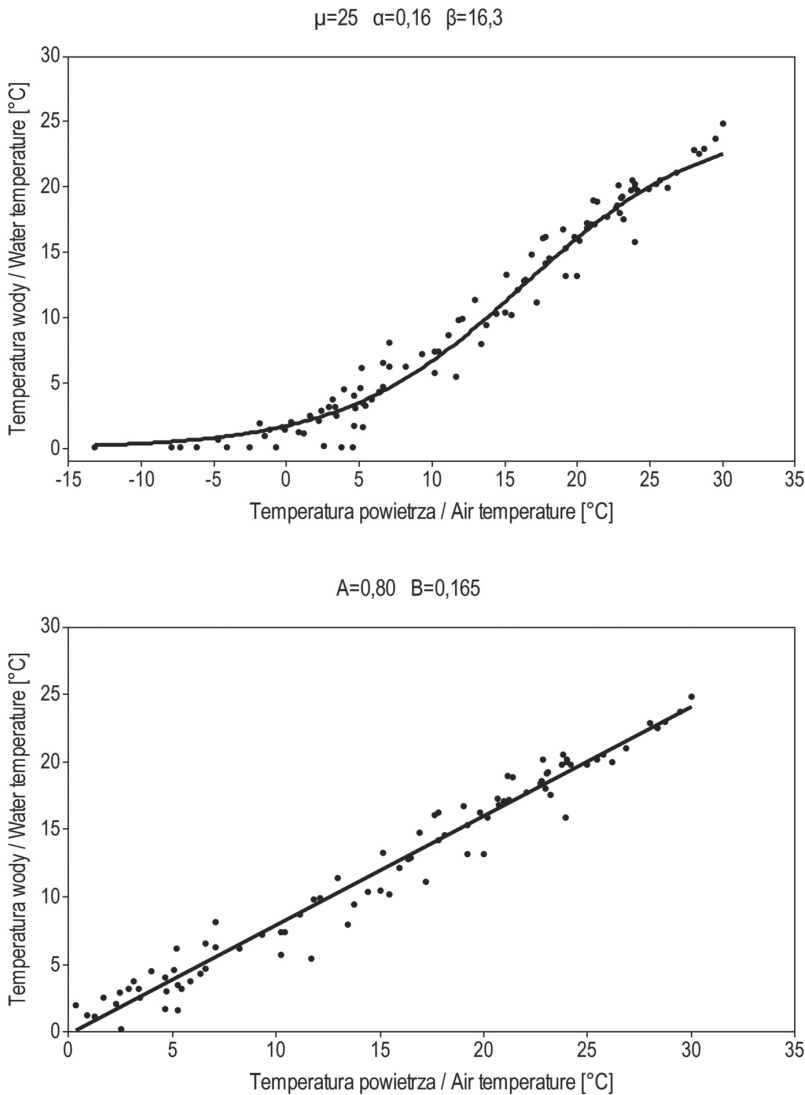 μ=25 α=0,16 β=16,3
30
25
20
15
10
5
0
Temperatura wody / Water temperature [°C]
-15 -10 -5 0 5 10 15 20 25 30 35
Temperatura powietrza / Air temperature [°C]
A=0,80 B=0,165
30
25
20
15
10
5
0
Temperatura wody / Water temperature [°C]
0 5 10 15 20 25 30 35
Temperatura powietrza / Air temperature [°C]